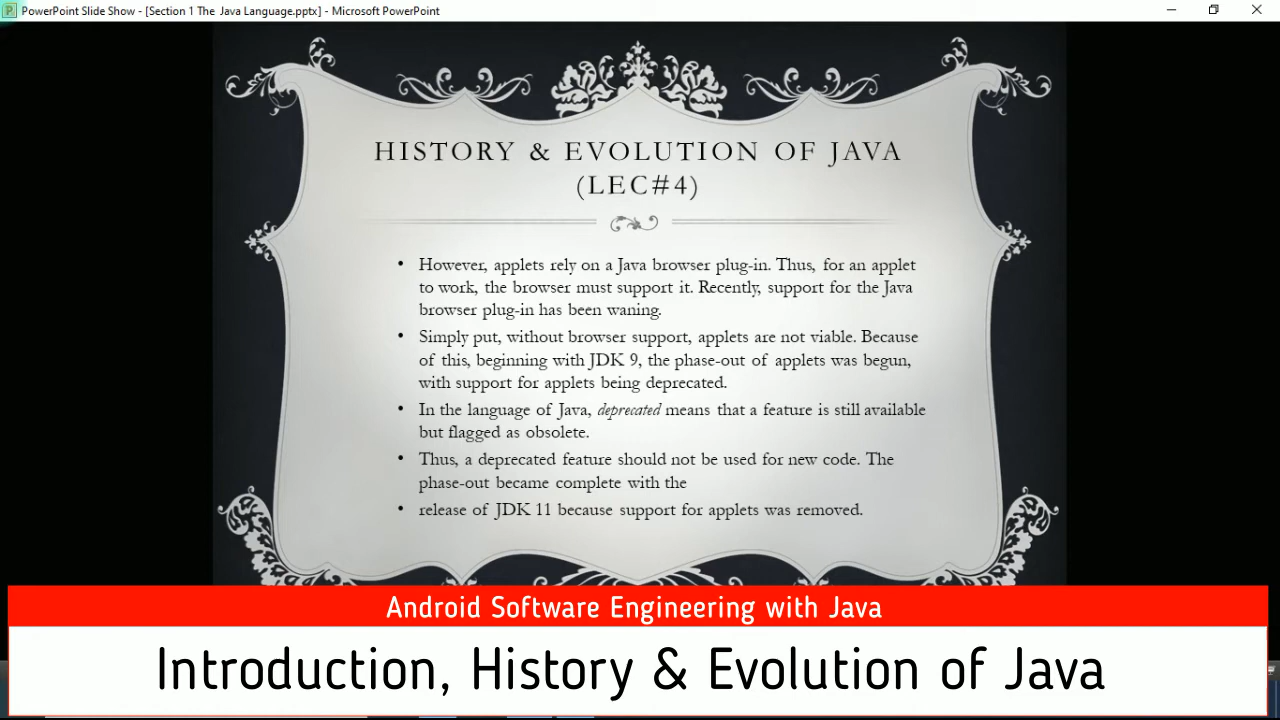 PowerPoint Slide Show - [Section 1 The Java Language.pptx] - Microsoft PowerPoint
HISTORY & EVOLUTION OF JAVA
(LEC#4)
• However, applets rely on a Java browser plug-in. Thus, for an applet
to work, the browser must support it. Recently, support for the Java
browser plug-in has been waning.
• Simply put, without browser support, applets are not viable. Because
of this, beginning with JDK 9, the phase-out of applets was begun,
with support for applets being deprecated.
• In the language of Java, deprecated means that a feature is still available
but flagged as obsolete.
• Thus, a deprecated feature should not be used for new code. The
phase-out became complete with the
• release of JDK 11 because support for applets was removed.
Android Software Engineering with Java
Introduction, History & Evolution of Java